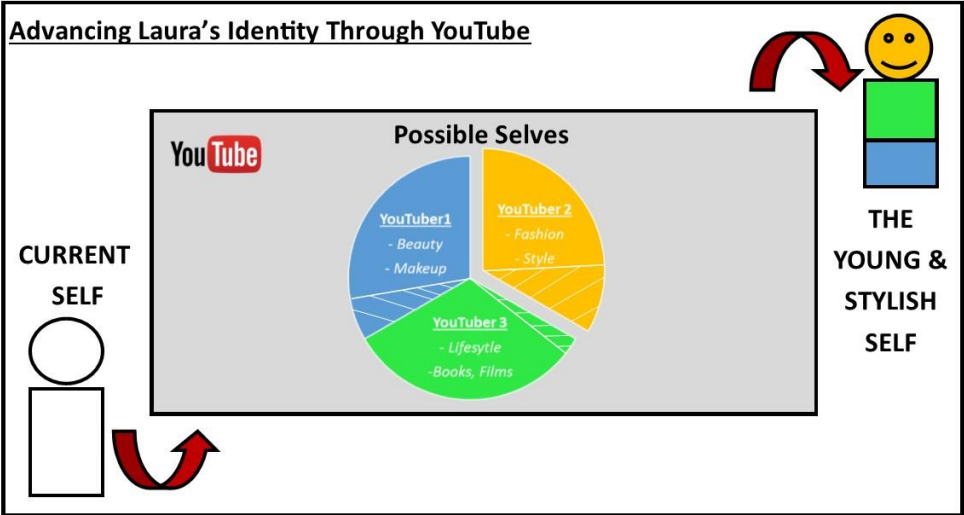 Advancing Laura's Identity Through YouTube
YouTube
Possible Selves
YouTuber1
- Beauty
- Makeup
YouTuber 2
- Fashion
- Style
YouTuber 3
- Lifesytle
-Books, Films
CURRENT
SELF
THE
YOUNG &
STYLISH
SELF